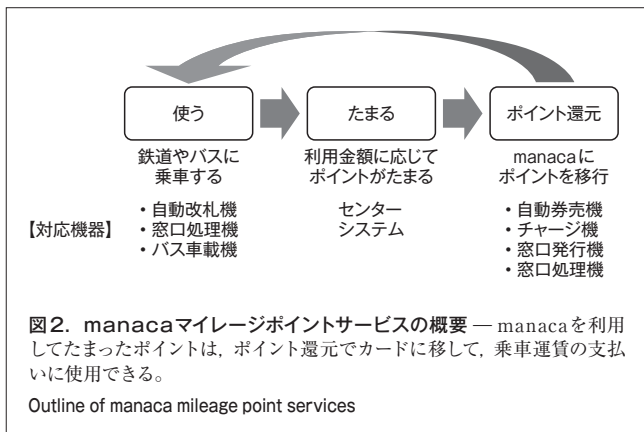 使う
たまる
ポイント還元
鉄道やバスに
乗車する
利用金額に応じて
ポイントがたまる
manacaに
ポイントを移行
【対応機器】
・自動改札機
・窓口処理機
・バス車載機
センター
システム
・自動券売機
・チャージ機
・窓口発行機
・窓口処理機
図2．manacaマイレージポイントサービスの概要 — manacaを利用
してたまったポイントは，ポイント還元でカードに移して，乗車運賃の支払
いに使用できる。
Outline of manaca mileage point services